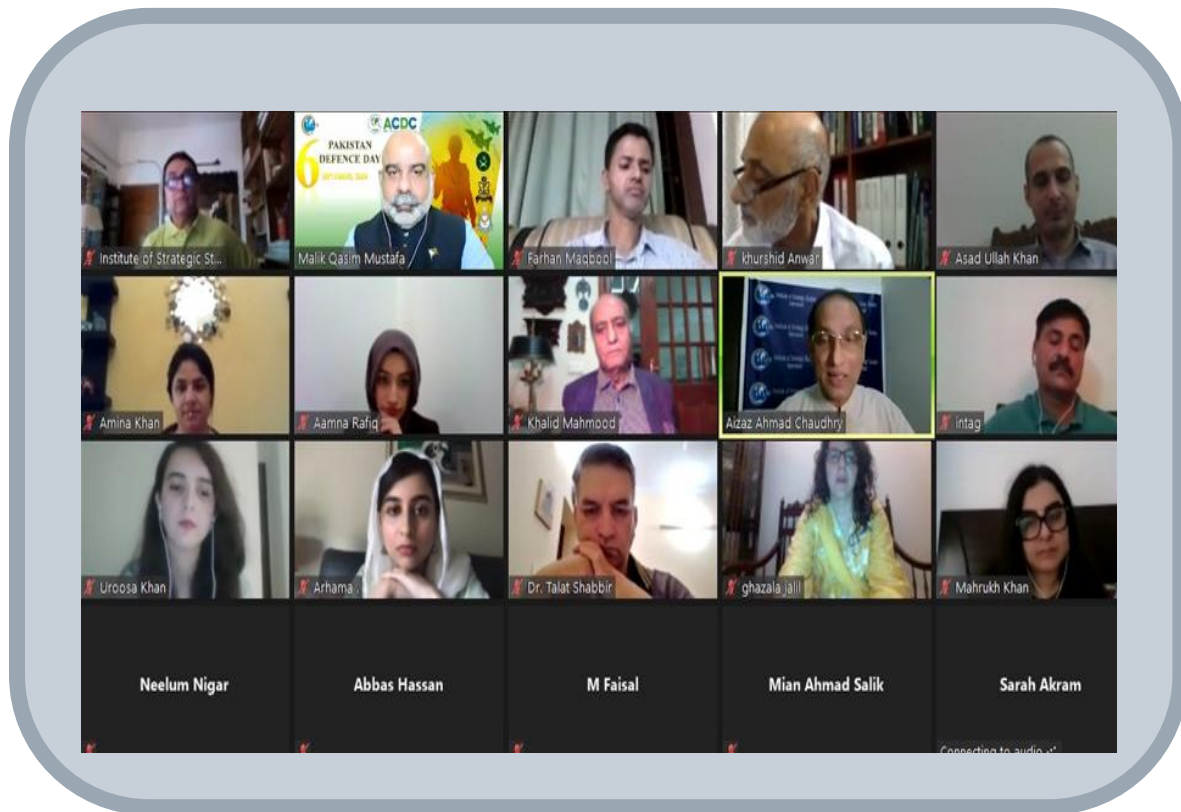 Institute of Strategic St...
ACDC
6
PAKISTAN
DEFENCE DAY
Malik Qasim Mustafa
Farhan Maqbool
khurshid Anwar
Asad Ullah Khan
Amina Khan
Aamna Rafiq
Khalid Mahmood
Aizaz Ahmad Chaudhry
intag
Uroosa Khan
Arhama .
Dr. Talat Shabbir
ghazala jalil
Mahrukh Khan
Neelum Nigar
Abbas Hassan
M Faisal
Mian Ahmad Salik
Sarah Akram
Connecting to audio